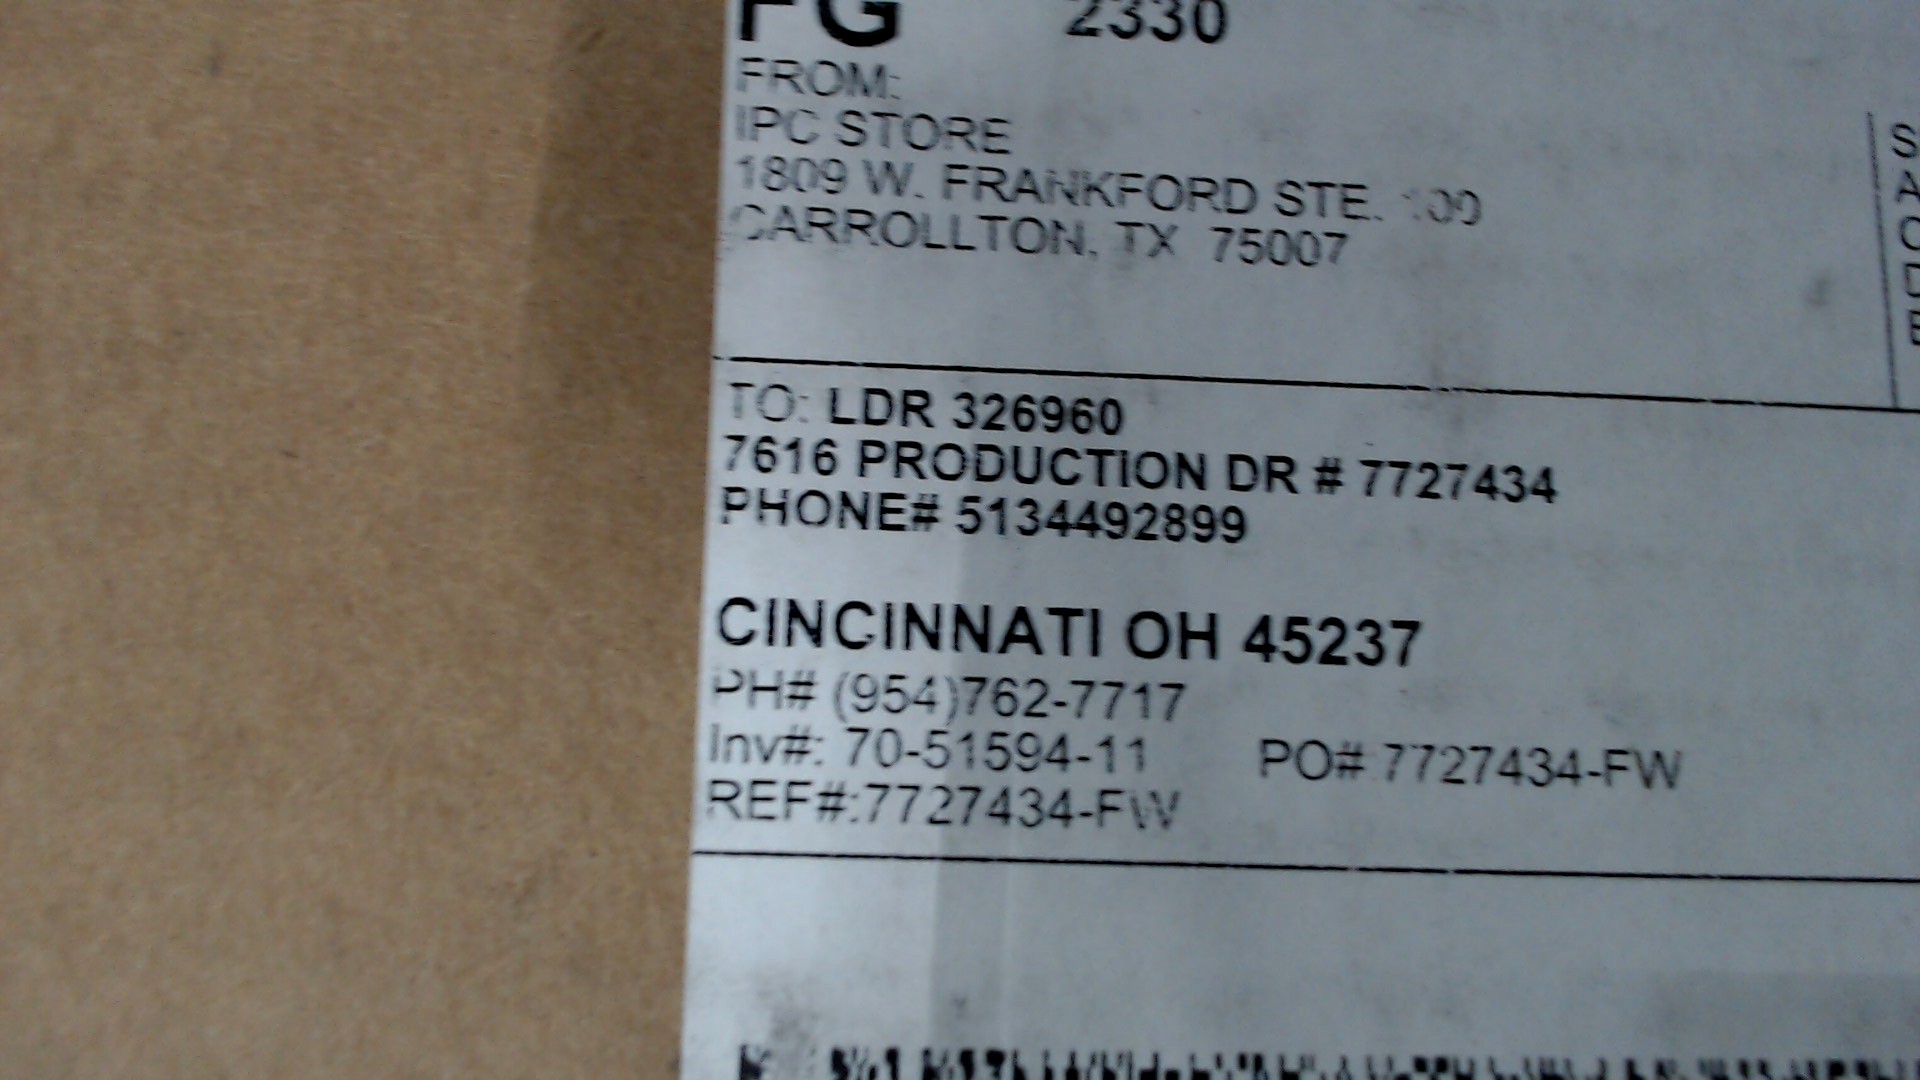 FG 2330
FROM:
IPC STORE
1809 W. FRANKFORD STE. 100
CARROLLTON, TX 75007
TO: LDR 326960
7616 PRODUCTION DR # 7727434
PHONE# 5134492899
CINCINNATI OH 45237
PH# (954)762-7717
Inv#: 70-51594-11 PO# 7727434-FW
REF#:7727434-FW